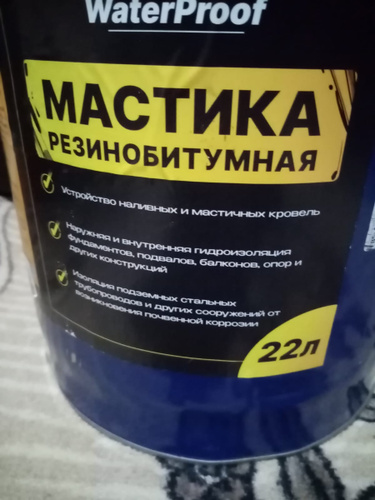 WaterProof
МАСТИКА
РЕЗИНОБИТУМНАЯ
Устройство наливных и мастичных кровель
Наружная и внутренняя гидроизоляция
фундаментов, подвалов, балконов, опор и
других конструкций
Изоляция подземных стальных
трубопроводов и других сооружений от
возникновения почвенной коррозии
22л